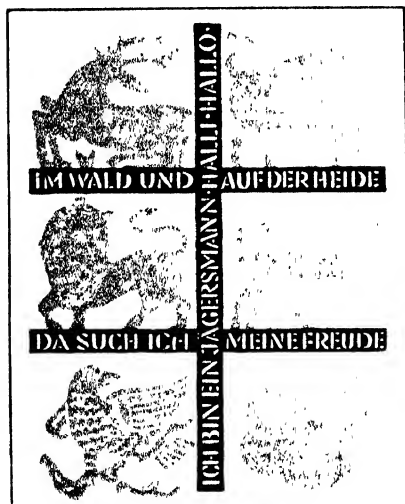 IM WALD UND AUF DER HEIDE
DA SUCH ICH MEINE FREUDE
ICH BIN EIN JÄGERSMANN·HALLI·HALLO·